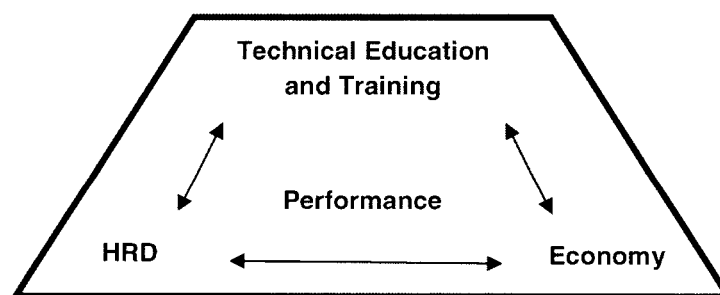 Technical Education
and Training
Performance
HRD
Economy